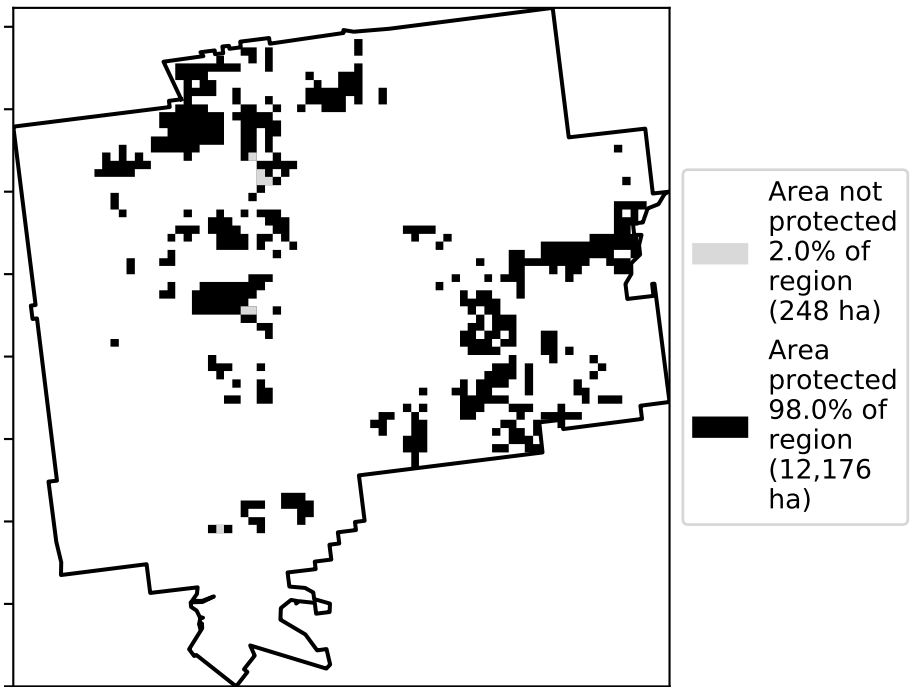 Area not
protected
2.0% of
region
(248 ha)
Area
protected
98.0% of
region
(12,176
ha)